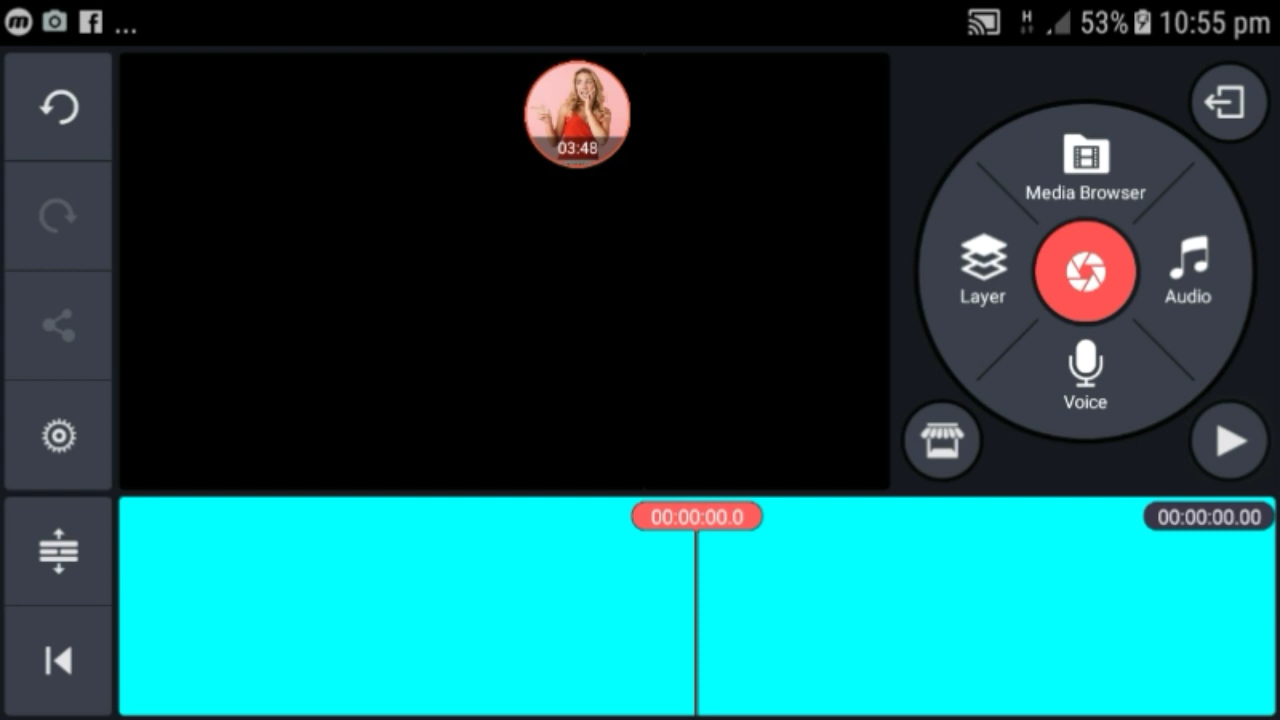 m f ... H 53% 10:55 pm
03:48
Media Browser
Layer
Audio
Voice
00:00:00.0
00:00:00.00